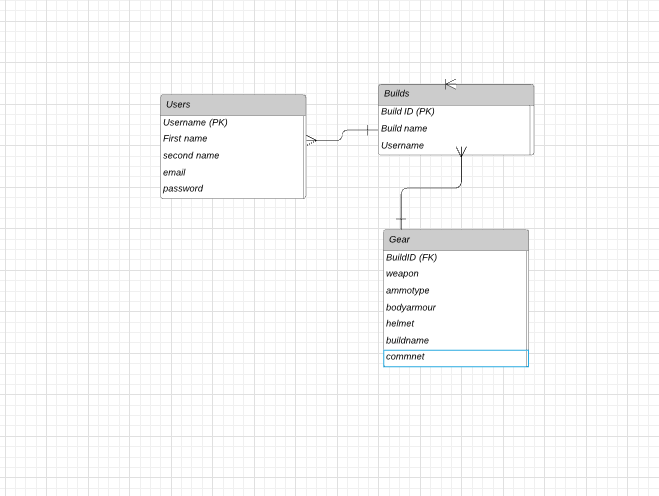 Users
Username (PK)
First name
second name
email
password
Builds
Build ID (PK)
Build name
Username
Gear
BuildID (FK)
weapon
ammotype
bodyarmour
helmet
buildname
commnet